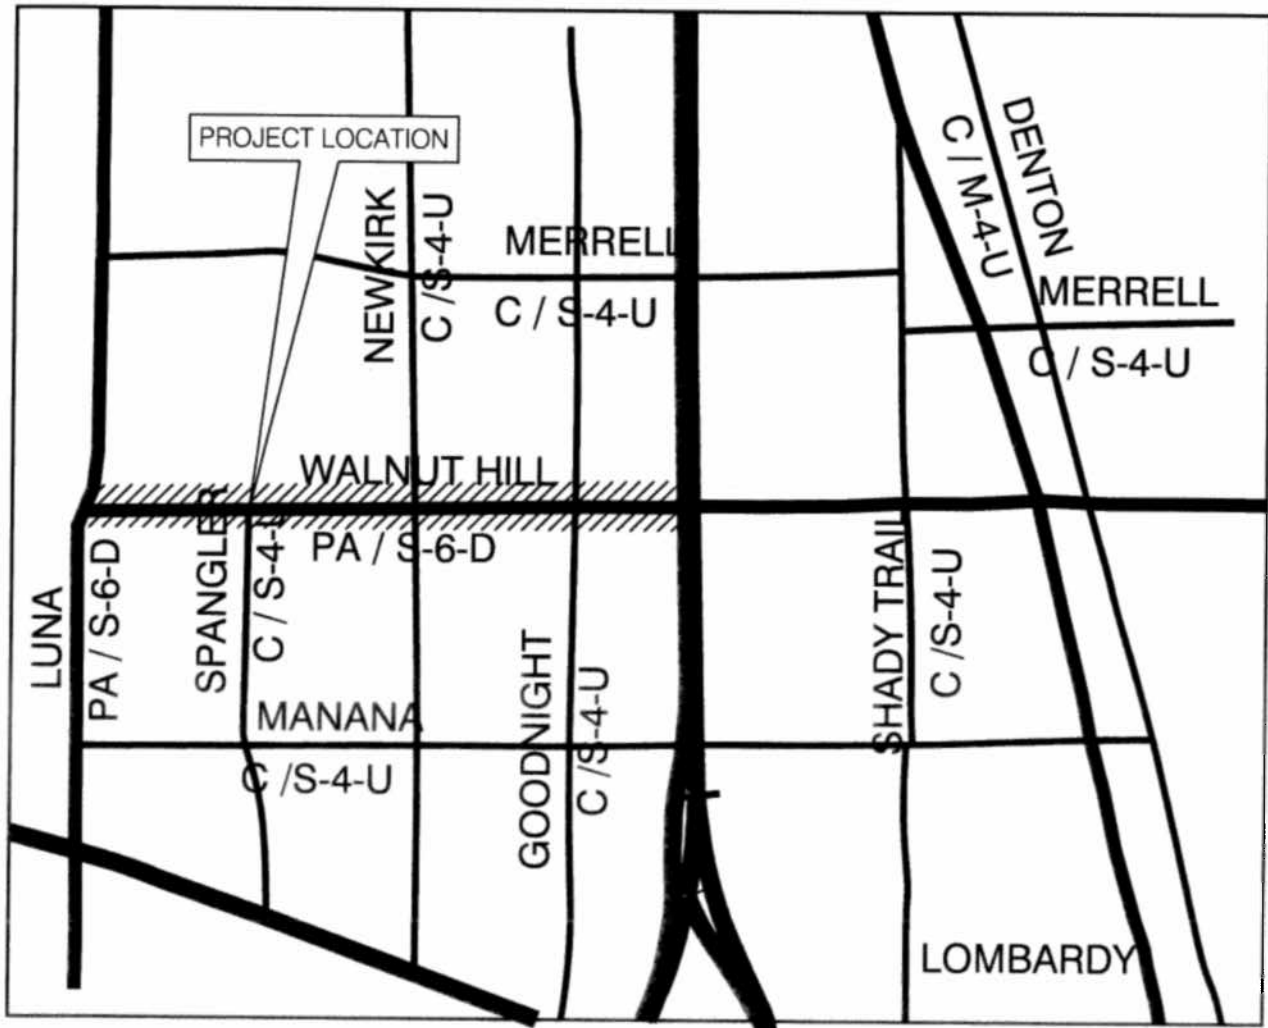 PROJECT LOCATION
DENTON
C / M-4-U
NEWKIRK
C /S-4-U
MERRELL
C / S-4-U
MERRELL
C / S-4-U
WALNUT HILL
PA / S-6-D
LUNA
PA / S-6-D
SPANGLER
C / S-4-U
MANANA
C /S-4-U
GOODNIGHT
C /S-4-U
SHADY TRAIL
C /S-4-U
LOMBARDY